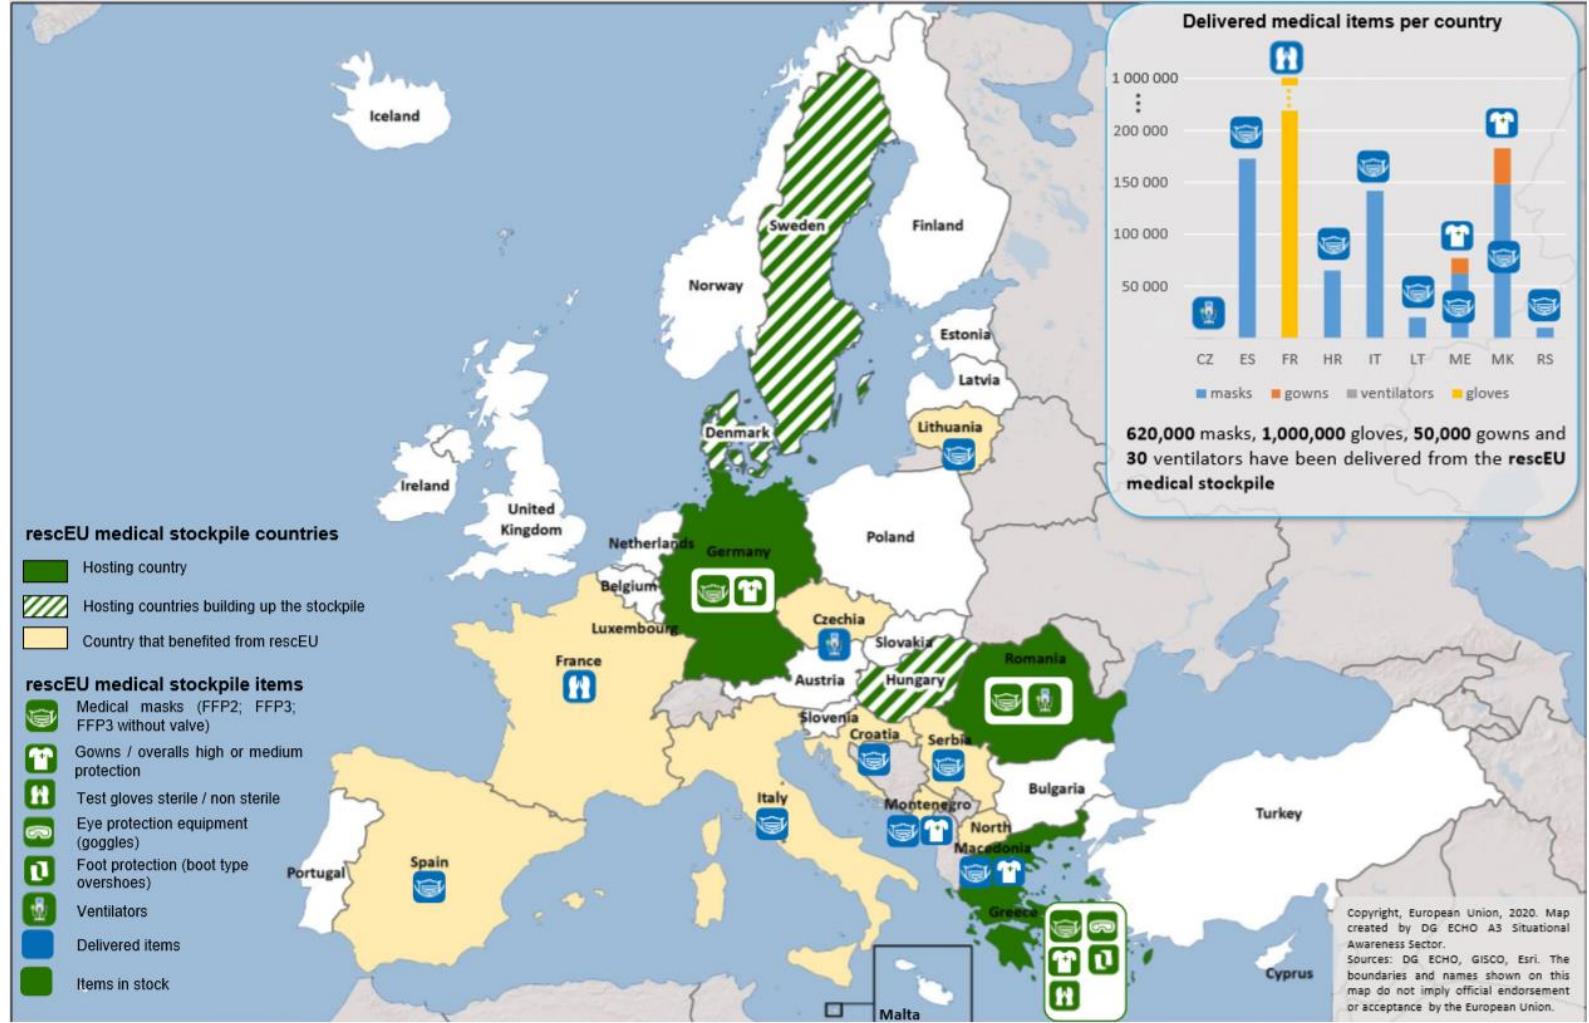 Delivered medical items per country
1 000 000
200 000
150 000
100 000
50 000
CZ ES FR HR IT LT ME MK RS
masks gowns ventilators gloves
620,000 masks, 1,000,000 gloves, 50,000 gowns and
30 ventilators have been delivered from the rescEU
medical stockpile
Iceland
Sweden
Finland
Norway
Estonia
Latvia
Denmark
Lithuania
Ireland
United
Kingdom
Netherlands
Germany
Poland
Belgium
Luxembourg
Czechia
Slovakia
France
Austria
Hungary
Romania
Slovenia
Croatia
Serbia
Italy
Montenegro
Bulgaria
North
Macedonia
Turkey
Portugal
Spain
Greece
Cyprus
Malta
rescEU medical stockpile countries
Hosting country
Hosting countries building up the stockpile
Country that benefited from rescEU
rescEU medical stockpile items
Medical masks (FFP2; FFP3;
FFP3 without valve)
Gowns / overalls high or medium
protection
Test gloves sterile / non sterile
Eye protection equipment
(goggles)
Foot protection (boot type
overshoes)
Ventilators
Delivered items
Items in stock
Copyright, European Union, 2020. Map
created by DG ECHO A3 Situational
Awareness Sector.
Sources: DG ECHO, GISCO, Esri. The
boundaries and names shown on this
map do not imply official endorsement
or acceptance by the European Union.